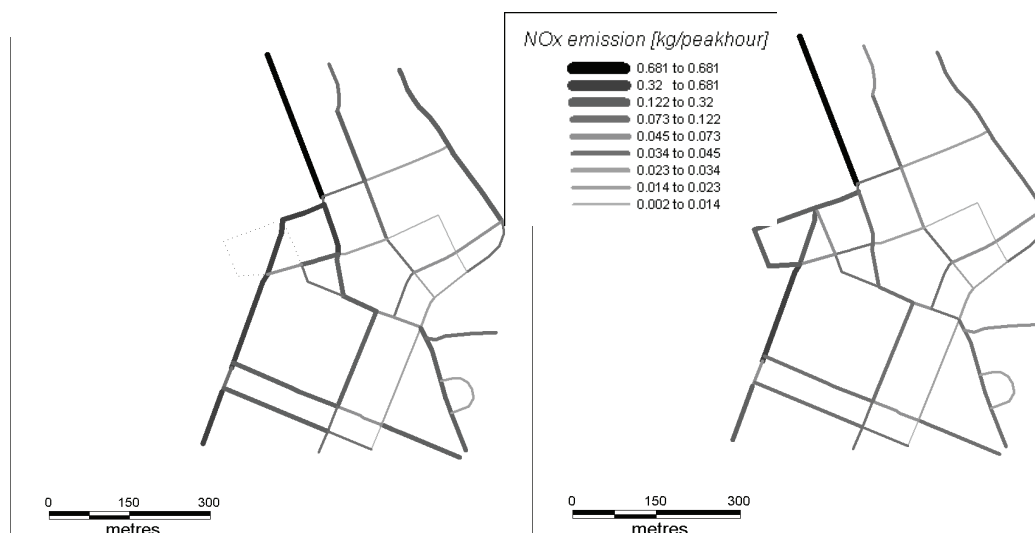 NOx emission [kg/peakhour]
0.681 to 0.681
0.32 to 0.681
0.122 to 0.32
0.073 to 0.122
0.045 to 0.073
0.034 to 0.045
0.023 to 0.034
0.014 to 0.023
0.002 to 0.014
0 150 300
metres
0 150 300
metres